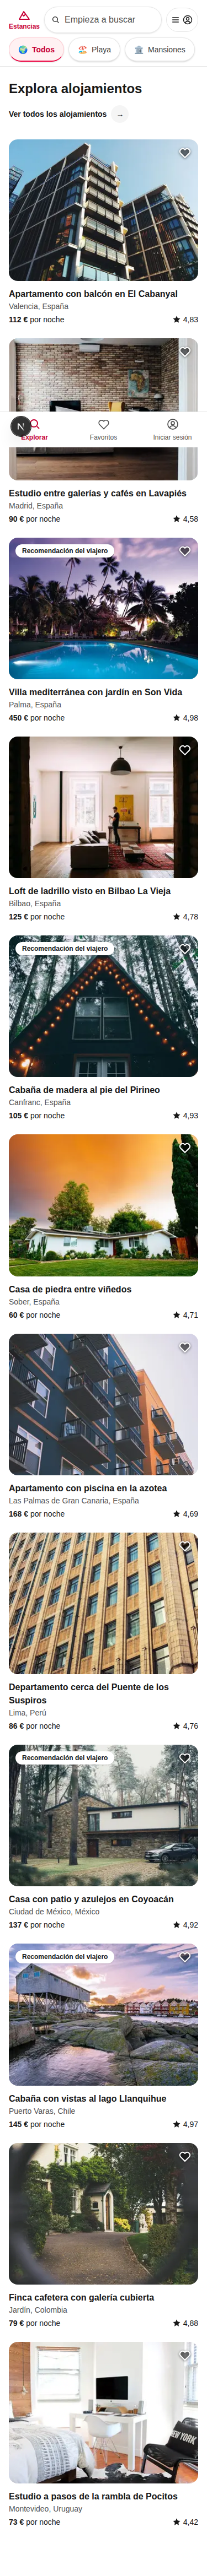 Estancias
Empieza a buscar
Todos
Playa
Mansiones
Explora alojamientos
Ver todos los alojamientos →
Apartamento con balcón en El Cabanyal
Valencia, España
112 € por noche
4,83
N
Explorar
Favoritos
Iniciar sesión
Estudio entre galerías y cafés en Lavapiés
Madrid, España
90 € por noche
4,58
Recomendación del viajero
Villa mediterránea con jardín en Son Vida
Palma, España
450 € por noche
4,98
Loft de ladrillo visto en Bilbao La Vieja
Bilbao, España
125 € por noche
4,78
Recomendación del viajero
Cabaña de madera al pie del Pirineo
Canfranc, España
105 € por noche
4,93
Casa de piedra entre viñedos
Sober, España
60 € por noche
4,71
Apartamento con piscina en la azotea
Las Palmas de Gran Canaria, España
168 € por noche
4,69
Departamento cerca del Puente de los
Suspiros
Lima, Perú
86 € por noche
4,76
Recomendación del viajero
Casa con patio y azulejos en Coyoacán
Ciudad de México, México
137 € por noche
4,92
Recomendación del viajero
Cabaña con vistas al lago Llanquihue
Puerto Varas, Chile
145 € por noche
4,97
Finca cafetera con galería cubierta
Jardín, Colombia
79 € por noche
4,88
NEW YORK
Estudio a pasos de la rambla de Pocitos
Montevideo, Uruguay
73 € por noche
4,42